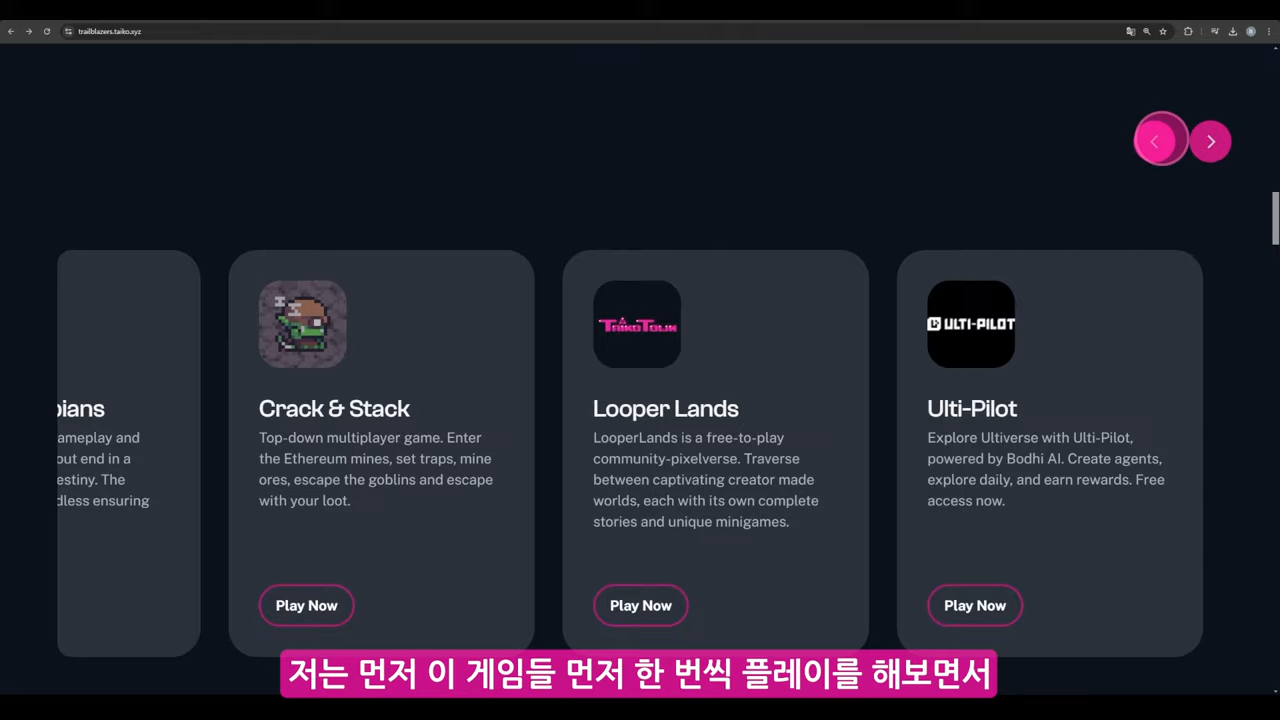 trailblazers.taiko.xyz
TAIKOTOWN
ULTI-PILOT
pians
ameplay and
out end in a
estiny. The
dless ensuring
Crack & Stack
Top-down multiplayer game. Enter
the Ethereum mines, set traps, mine
ores, escape the goblins and escape
with your loot.
Play Now
Looper Lands
LooperLands is a free-to-play
community-pixelverse. Traverse
between captivating creator made
worlds, each with its own complete
stories and unique minigames.
Play Now
Ulti-Pilot
Explore Ultiverse with Ulti-Pilot,
powered by Bodhi AI. Create agents,
explore daily, and earn rewards. Free
access now.
Play Now
저는 먼저 이 게임들 먼저 한 번씩 플레이를 해보면서